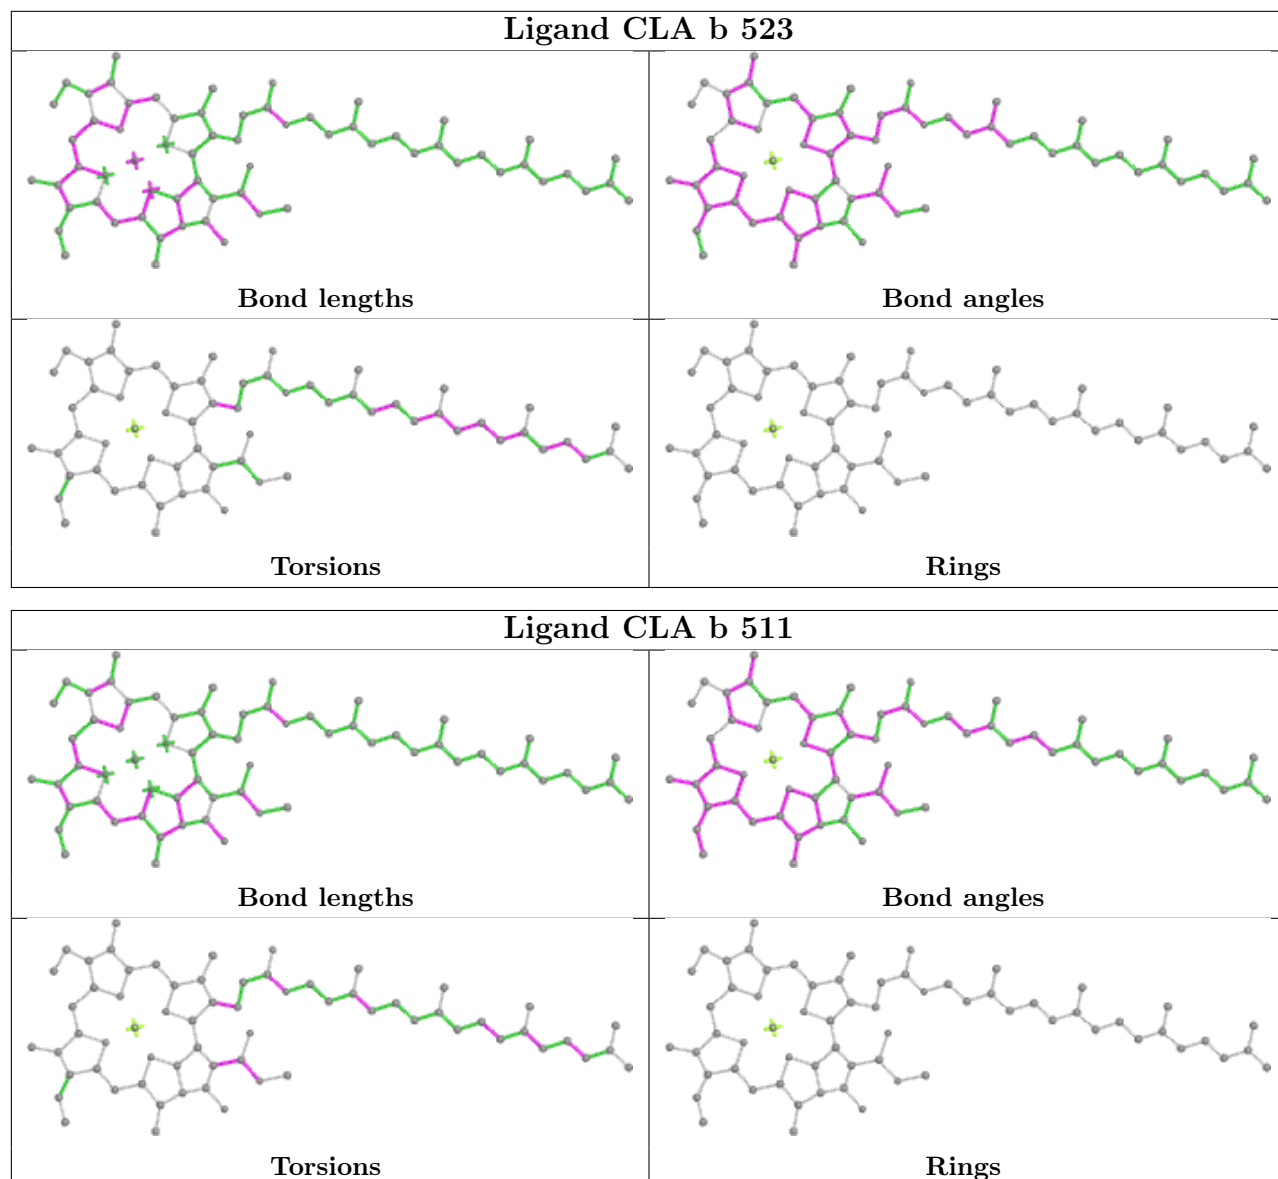 Ligand CLA b 523
Bond lengths
Bond angles
Torsions
Rings
Ligand CLA b 511
Bond lengths
Bond angles
Torsions
Rings